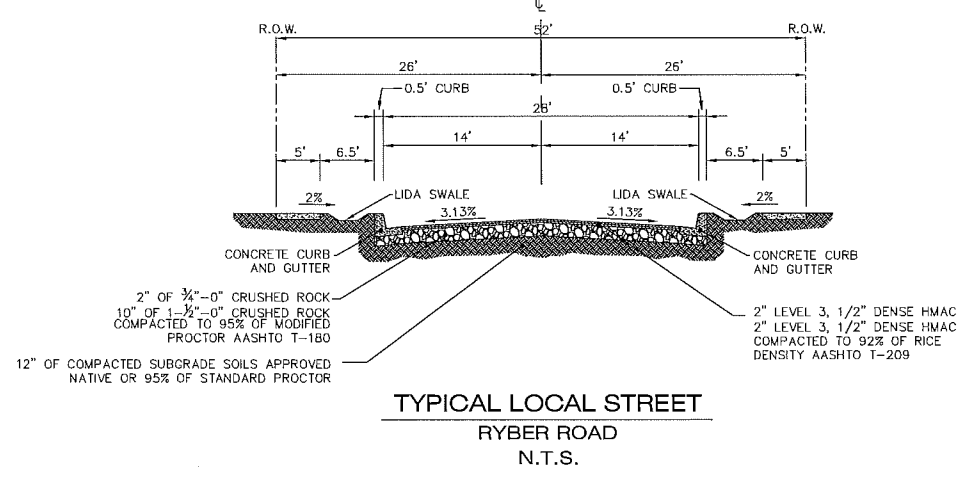 ℄
R.O.W. 52' R.O.W.
26' 26'
0.5' CURB 0.5' CURB
28'
14' 14'
5' 6.5' 6.5' 5'
2% LIDA SWALE LIDA SWALE 2%
3.13% 3.13%
CONCRETE CURB
AND GUTTER
CONCRETE CURB
AND GUTTER
2" OF 3/4"-0" CRUSHED ROCK
10" OF 1-1/2"-0" CRUSHED ROCK
COMPACTED TO 95% OF MODIFIED
PROCTOR AASHTO T-180
12" OF COMPACTED SUBGRADE SOILS APPROVED
NATIVE OR 95% OF STANDARD PROCTOR
2" LEVEL 3, 1/2" DENSE HMAC
2" LEVEL 3, 1/2" DENSE HMAC
COMPACTED TO 92% OF RICE
DENSITY AASHTO T-209
TYPICAL LOCAL STREET
RYBER ROAD
N.T.S.